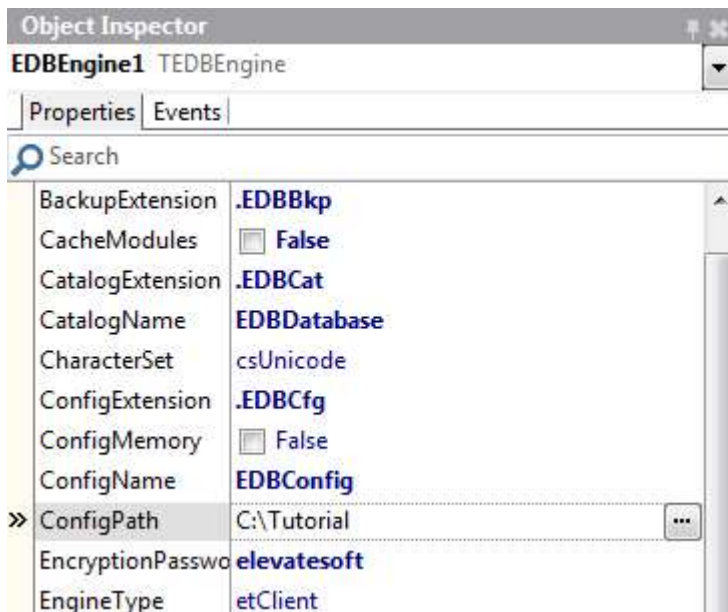 Object Inspector
EDBEngine1 TEDBEngine
Properties Events
Search
BackupExtension .EDBBkp
CacheModules False
CatalogExtension .EDBCat
CatalogName EDBDatabase
CharacterSet csUnicode
ConfigExtension .EDBCfg
ConfigMemory False
ConfigName EDBConfig
» ConfigPath C:\Tutorial ...
EncryptionPasswo elevatesoft
EngineType etClient